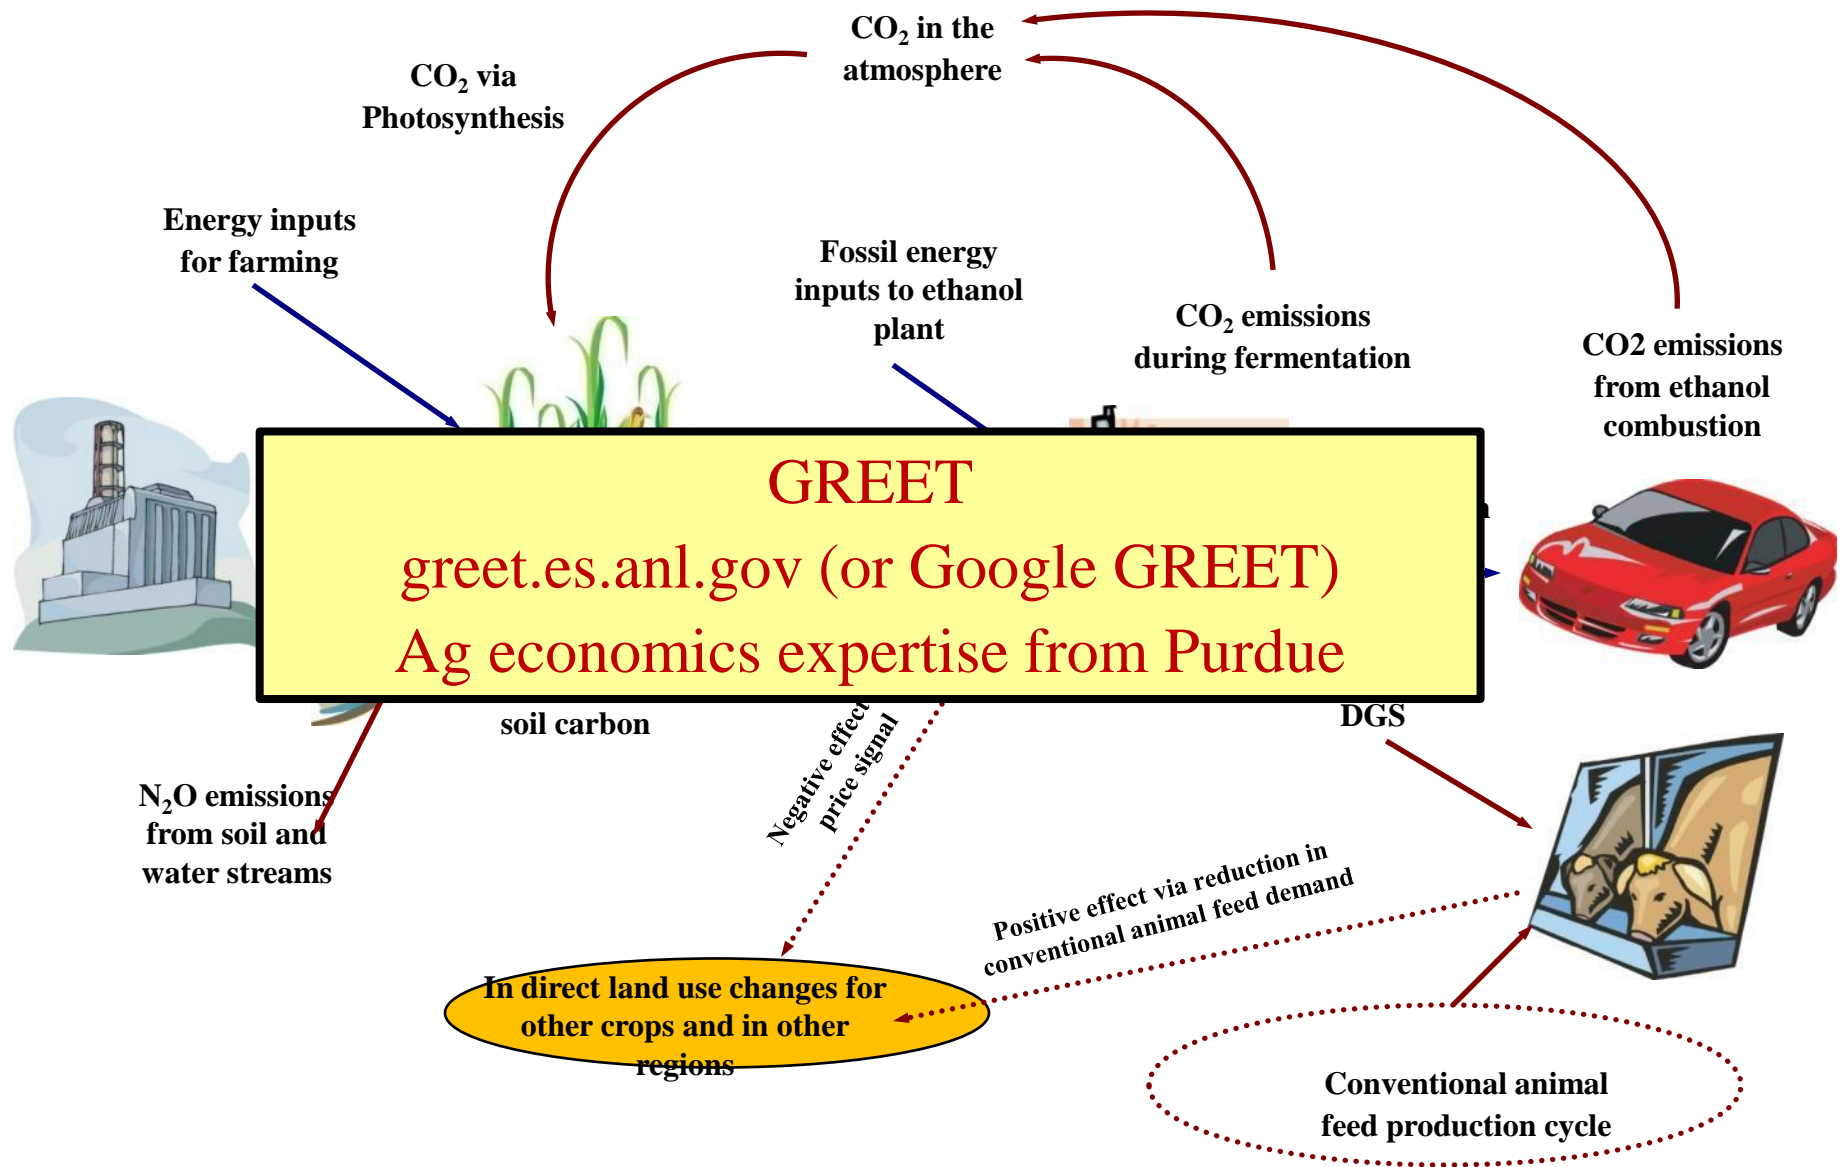 CO₂ in the
atmosphere
CO₂ via
Photosynthesis
Energy inputs
for farming
Fossil energy
inputs to ethanol
plant
CO₂ emissions
during fermentation
CO2 emissions
from ethanol
combustion
GREET
greet.es.anl.gov (or Google GREET)
Ag economics expertise from Purdue
soil carbon
Negative effect
price signal
DGS
N₂O emissions
from soil and
water streams
Positive effect via reduction in
conventional animal feed demand
In direct land use changes for
other crops and in other
regions
Conventional animal
feed production cycle